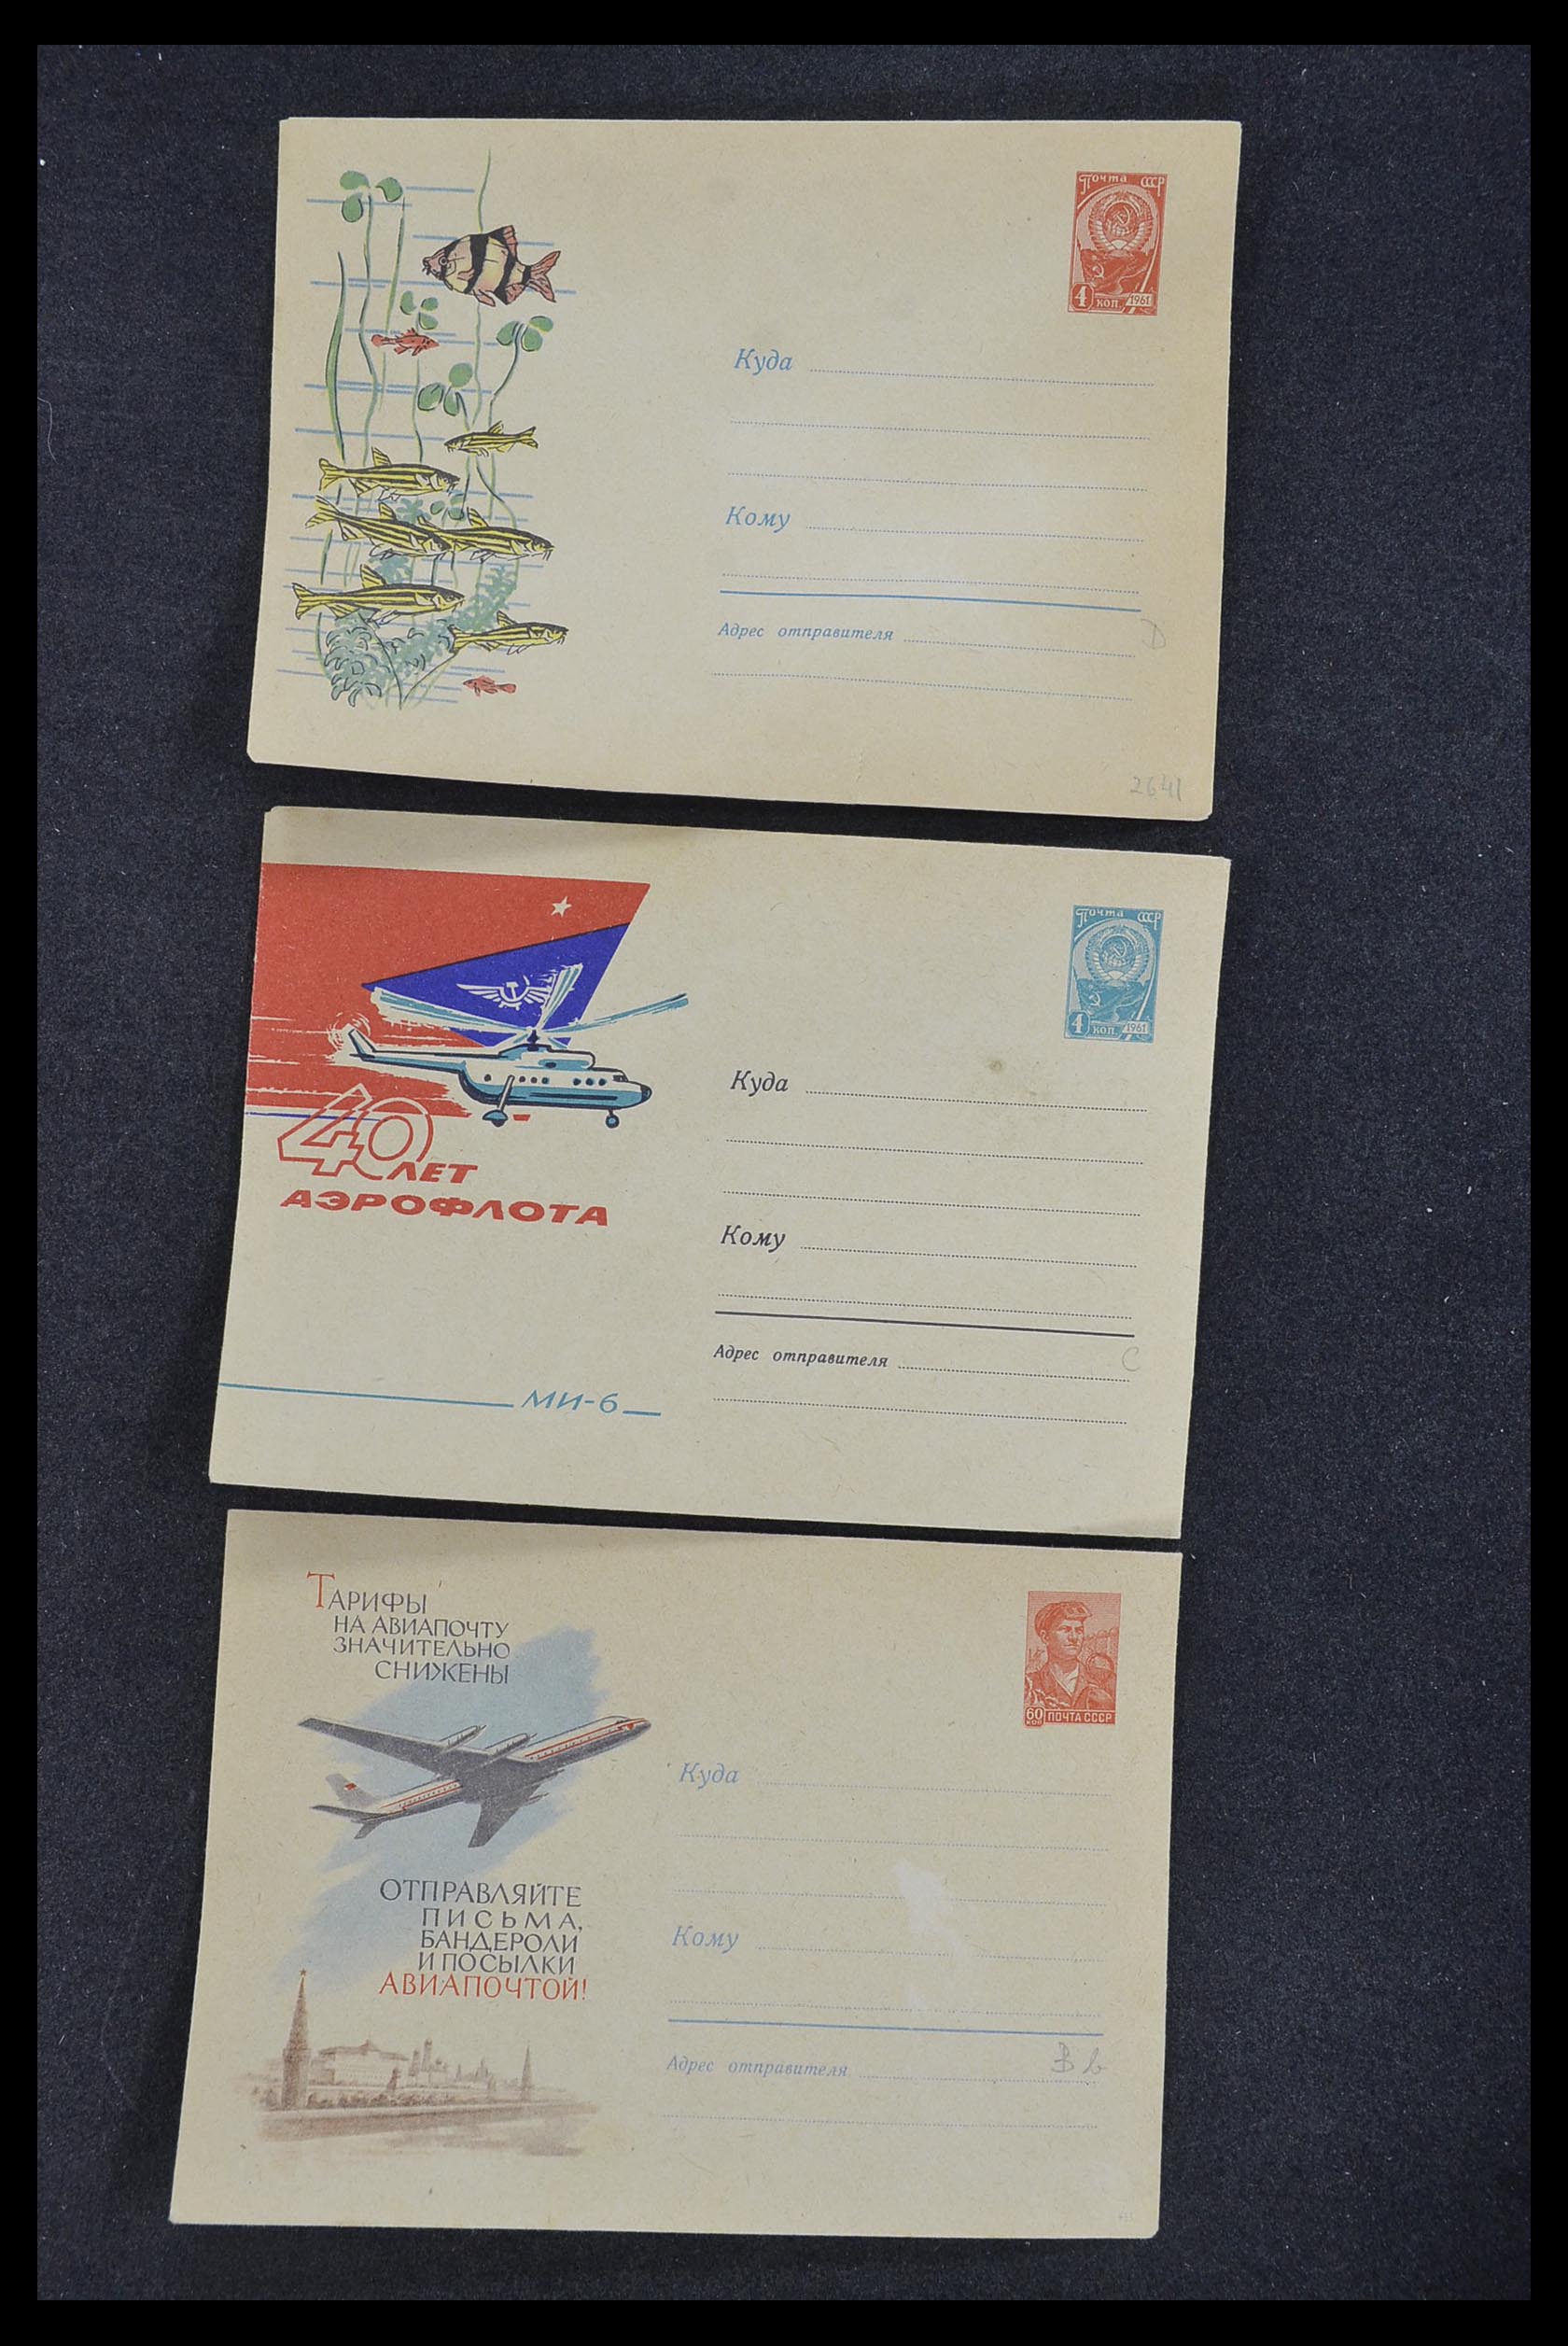 Почта СССР
4 коп. 1961
Куда
Кому
Адрес отправителя
D
2641
Почта СССР
4 коп. 1961
40 ЛЕТ
АЭРОФЛОТА
Куда
Кому
Адрес отправителя
C
МИ-6
ТАРИФЫ
НА АВИАПОЧТУ
ЗНАЧИТЕЛЬНО
СНИЖЕНЫ
60 КОП ПОЧТА СССР
Куда
ОТПРАВЛЯЙТЕ
ПИСЬМА,
БАНДЕРОЛИ
И ПОСЫЛКИ
АВИАПОЧТОЙ!
Кому
Адрес отправителя
B b